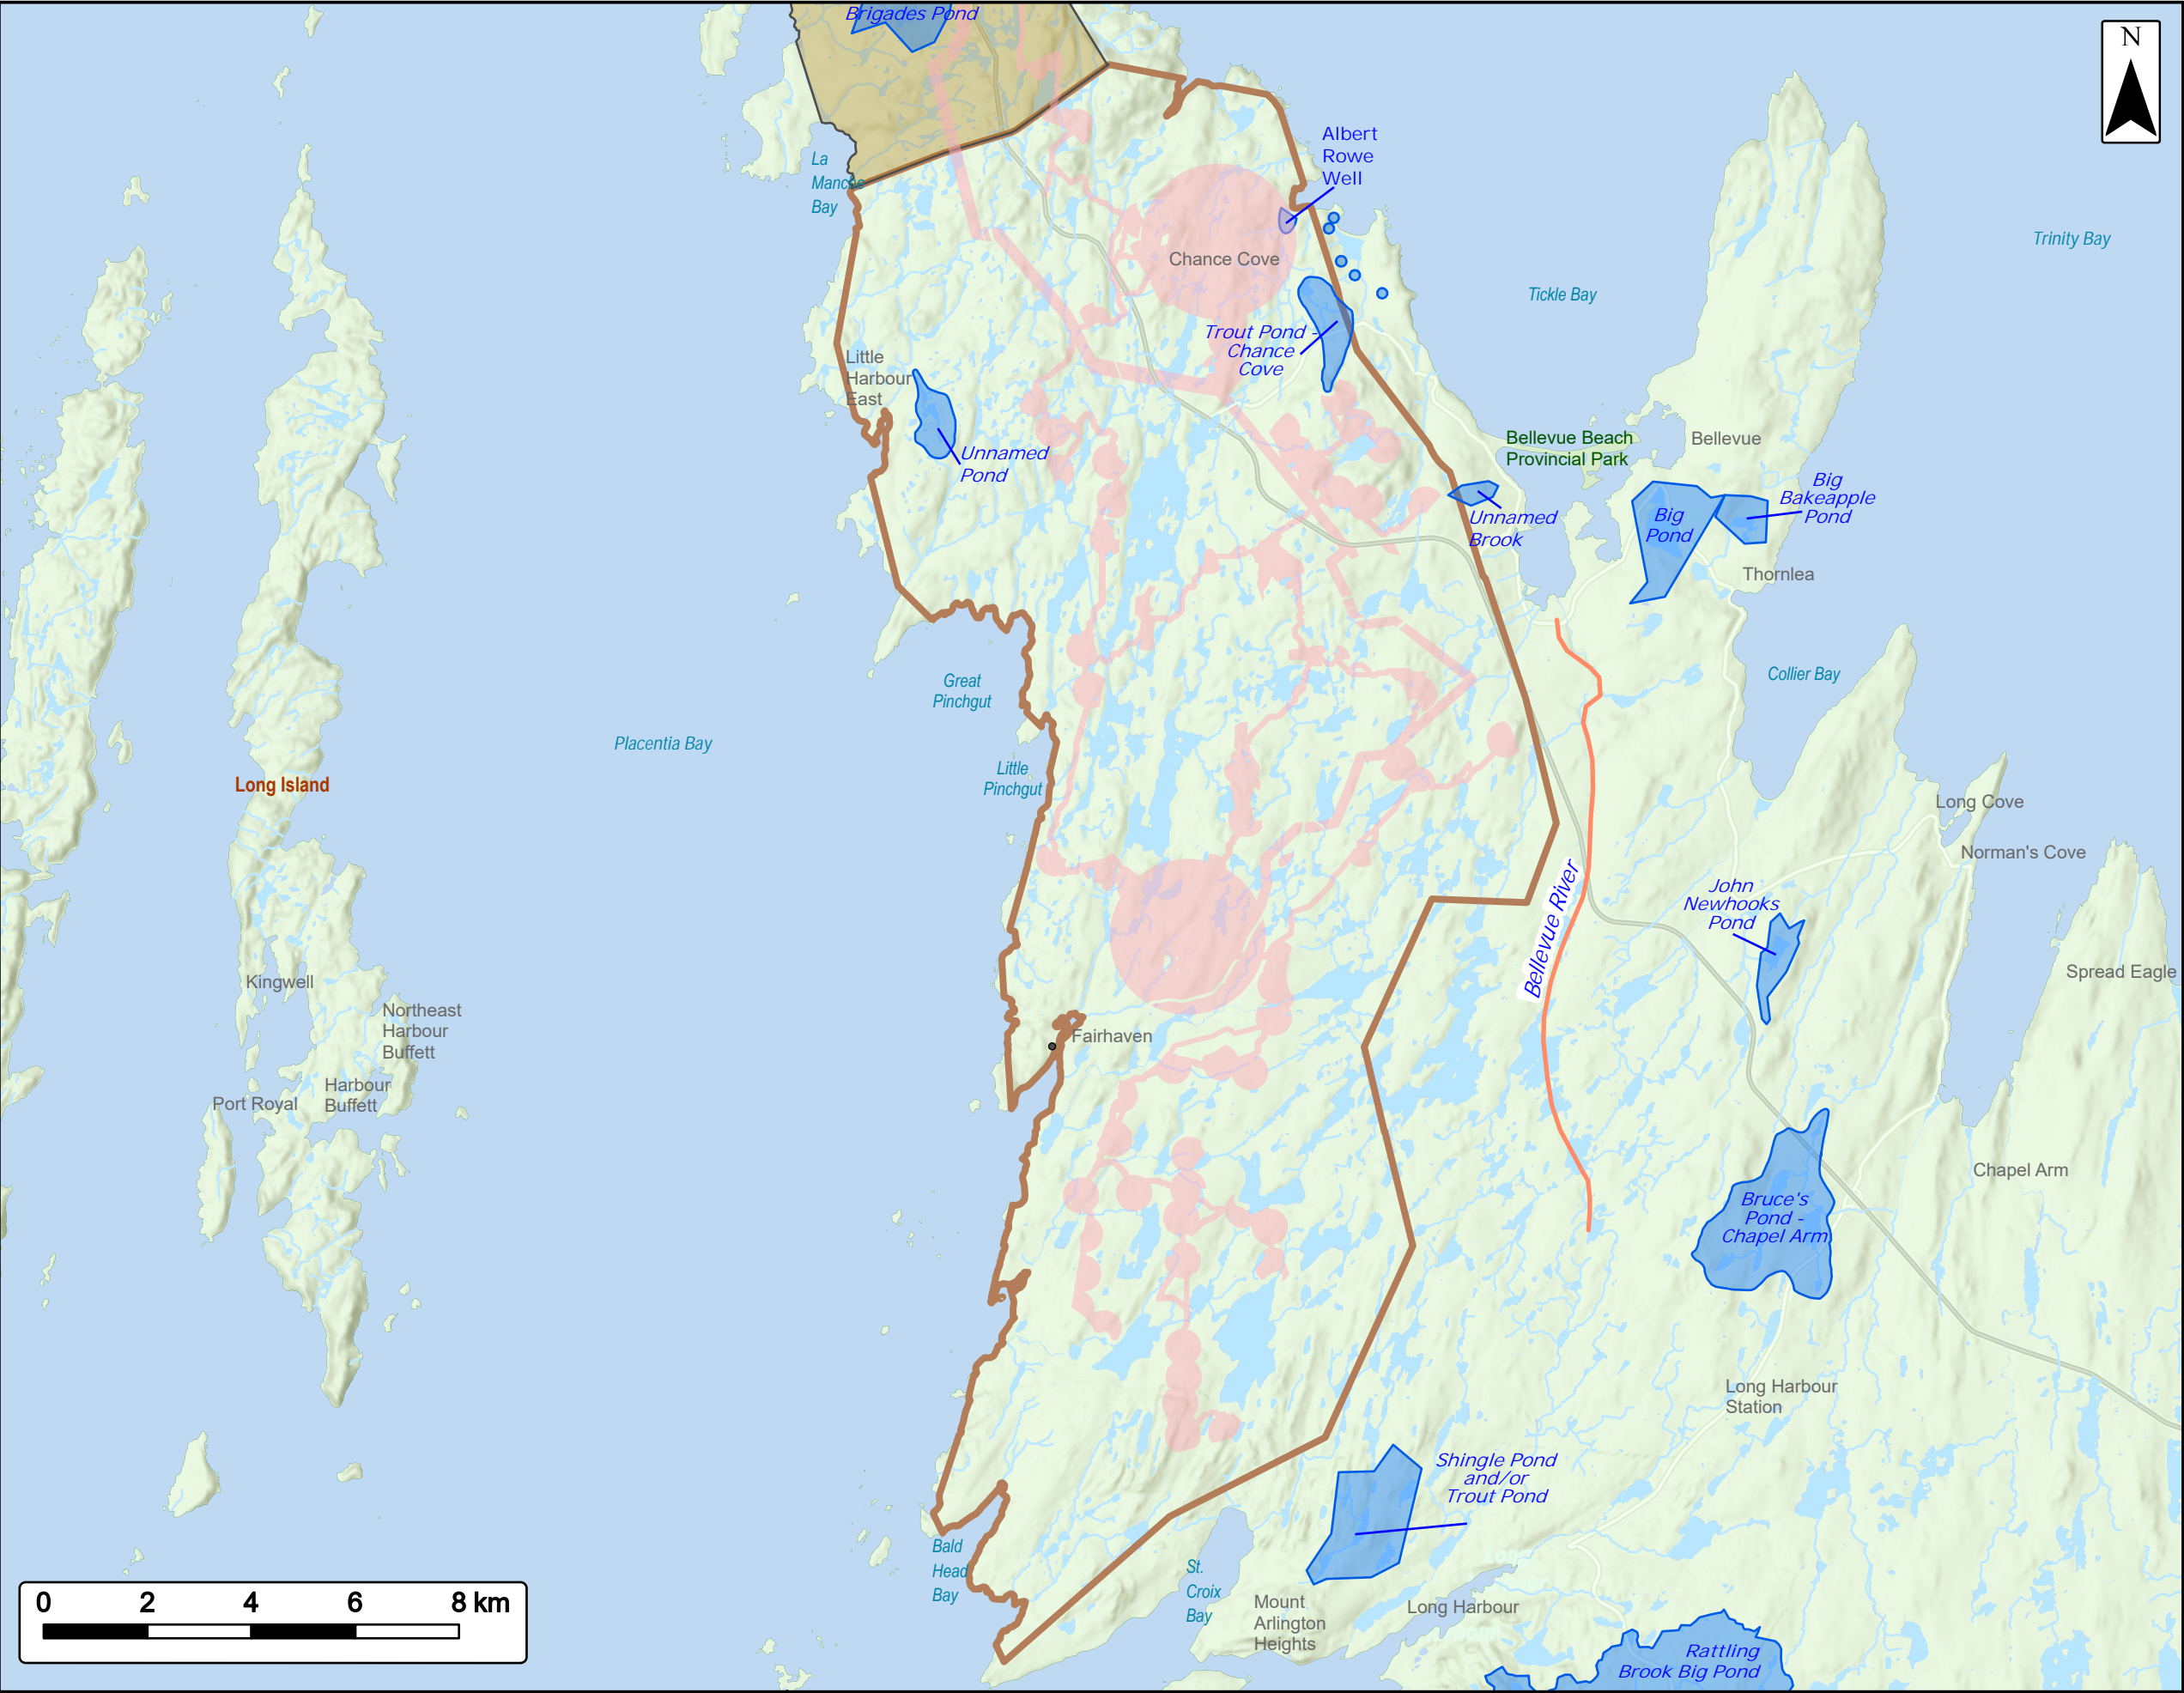 Brigades Pond
N
Albert
Rowe
Well
La
Manche
Bay
Trinity Bay
Chance Cove
Tickle Bay
Trout Pond -
Chance
Cove
Little
Harbour
East
Unnamed
Pond
Bellevue Beach
Provincial Park
Bellevue
Big
Bakeapple
Pond
Big
Pond
Unnamed
Brook
Thornlea
Great
Pinchgut
Collier Bay
Placentia Bay
Little
Pinchgut
Long Island
Long Cove
Norman's Cove
John
Newhooks
Pond
Bellevue River
Spread Eagle
Kingwell
Northeast
Harbour
Buffett
Fairhaven
Harbour
Buffett
Port Royal
Chapel Arm
Bruce's
Pond -
Chapel Arm
Long Harbour
Station
Shingle Pond
and/or
Trout Pond
Bald
Head
Bay
St.
Croix
Bay
Mount
Arlington
Heights
Long Harbour
Rattling
Brook Big Pond
0 2 4 6 8 km